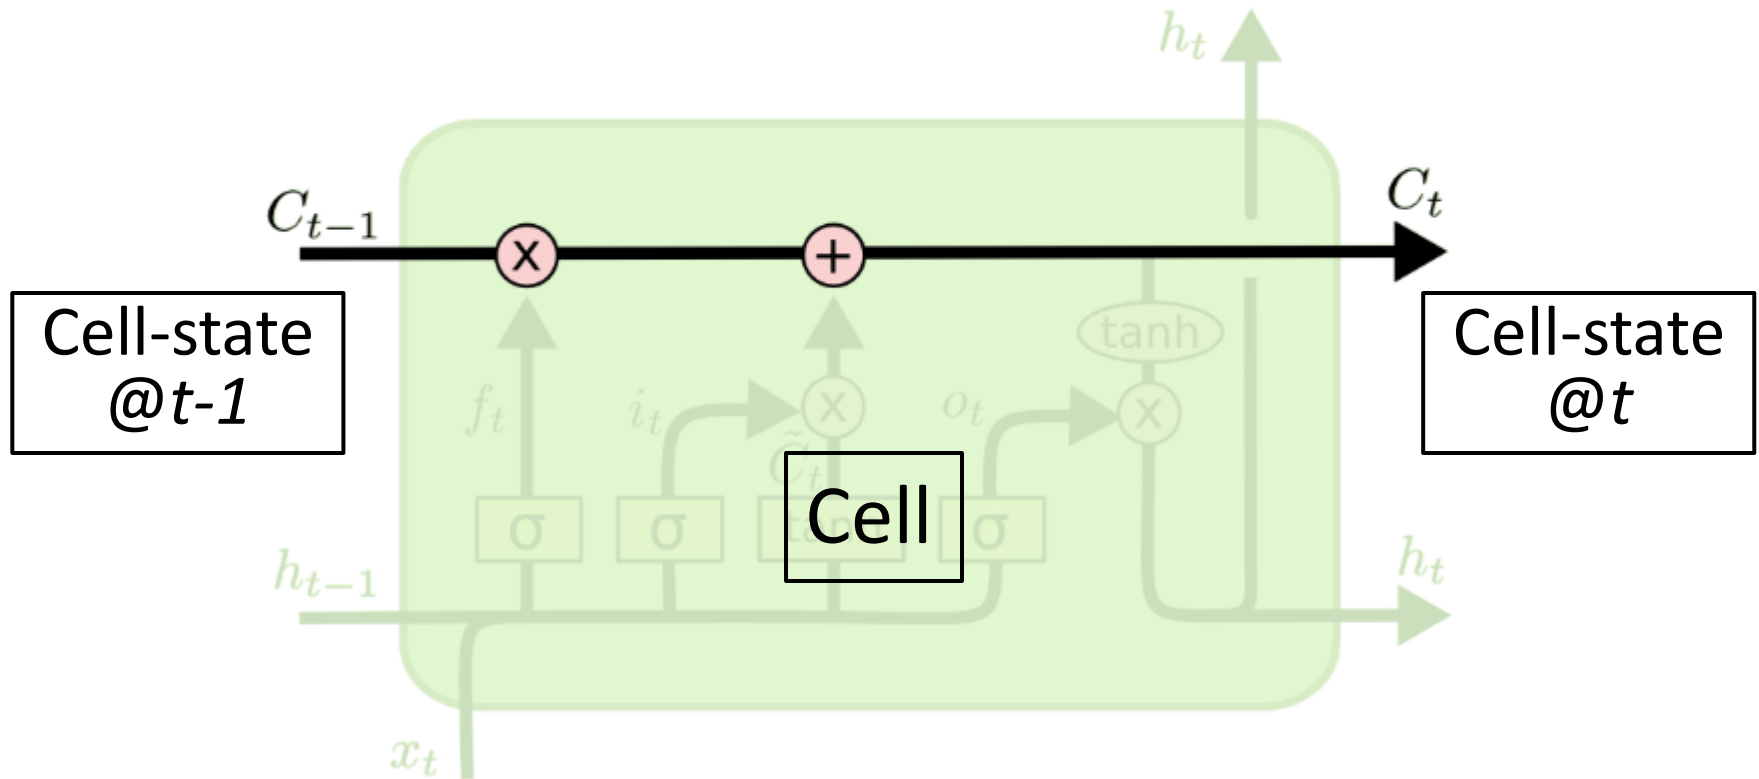 h_t
C_{t-1}
C_t
x
+
Cell-state
@t-1
Cell-state
@t
tanh
f_t
i_t
x
o_t
x
C̃_t
Cell
σ
σ
tanh
σ
h_{t-1}
h_t
x_t